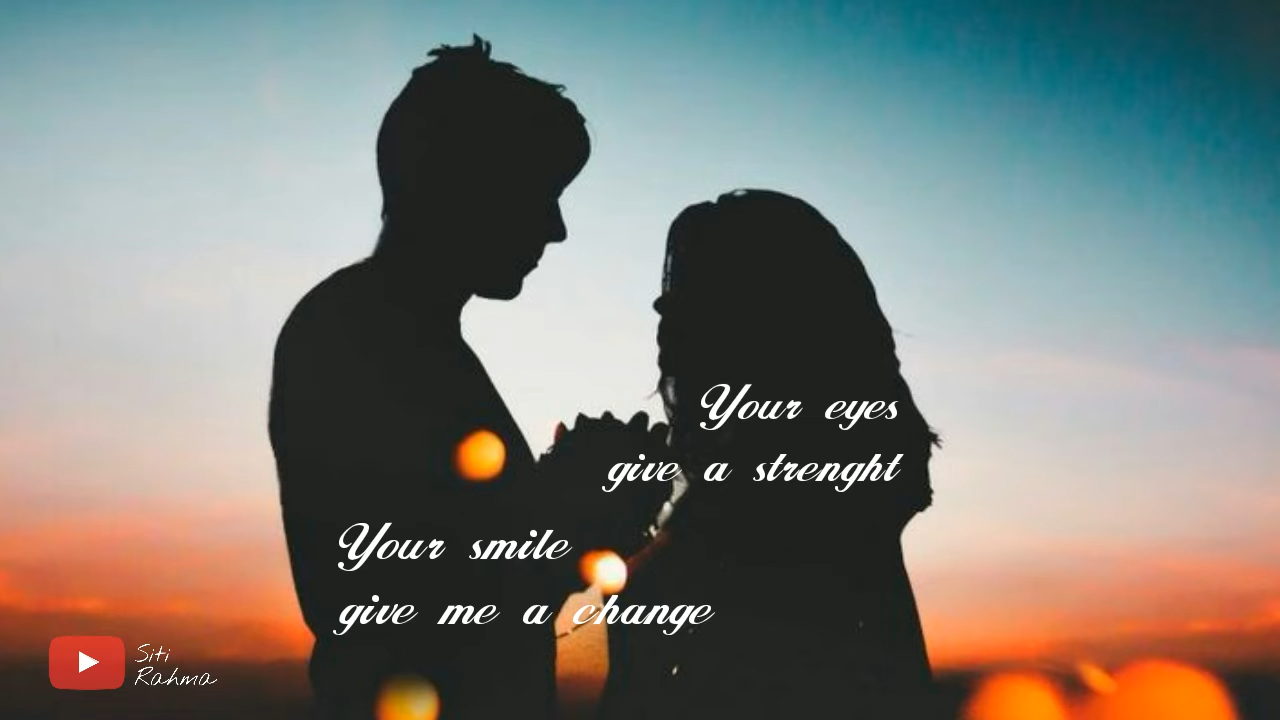 Your eyes
give a strenght
Your smile
give me a change
Siti
Rahma